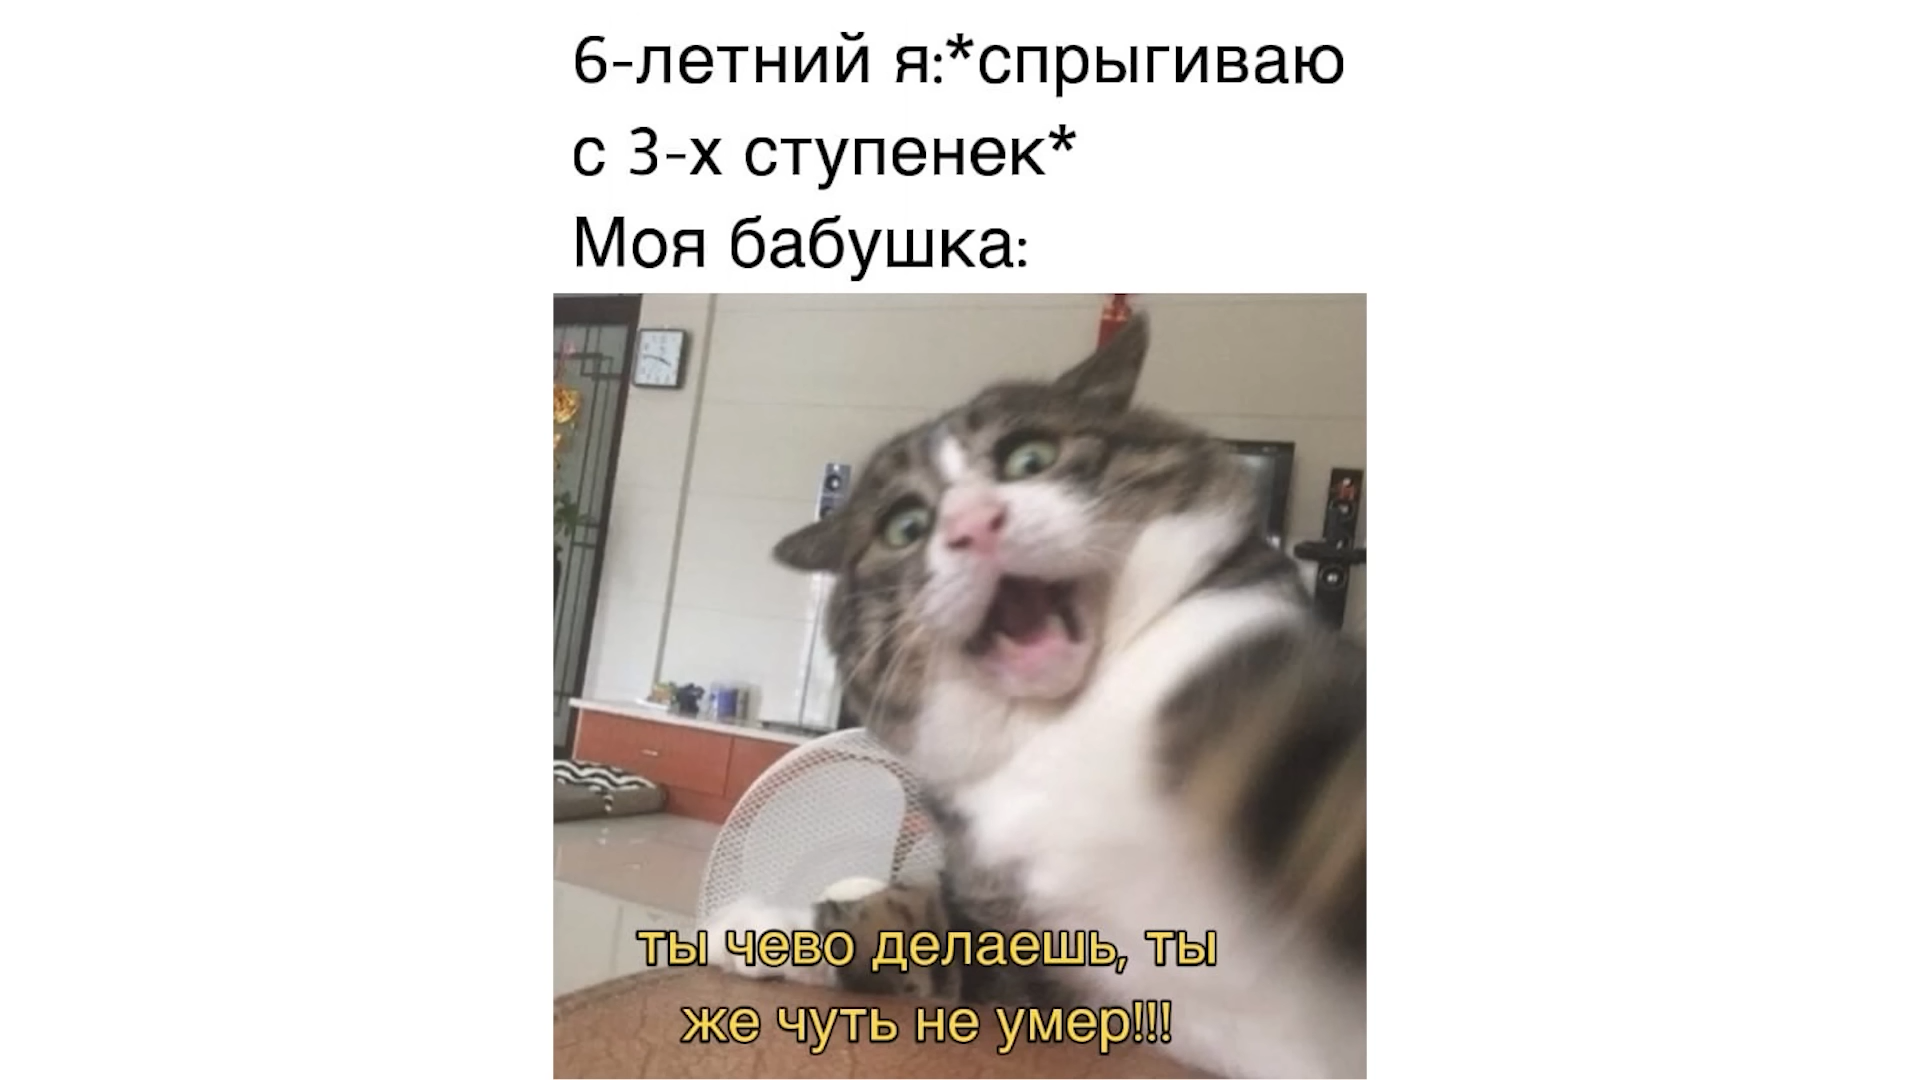 6-летний я:*спрыгиваю
с 3-х ступенек*
Моя бабушка:
ты чево делаешь, ты
же чуть не умер!!!